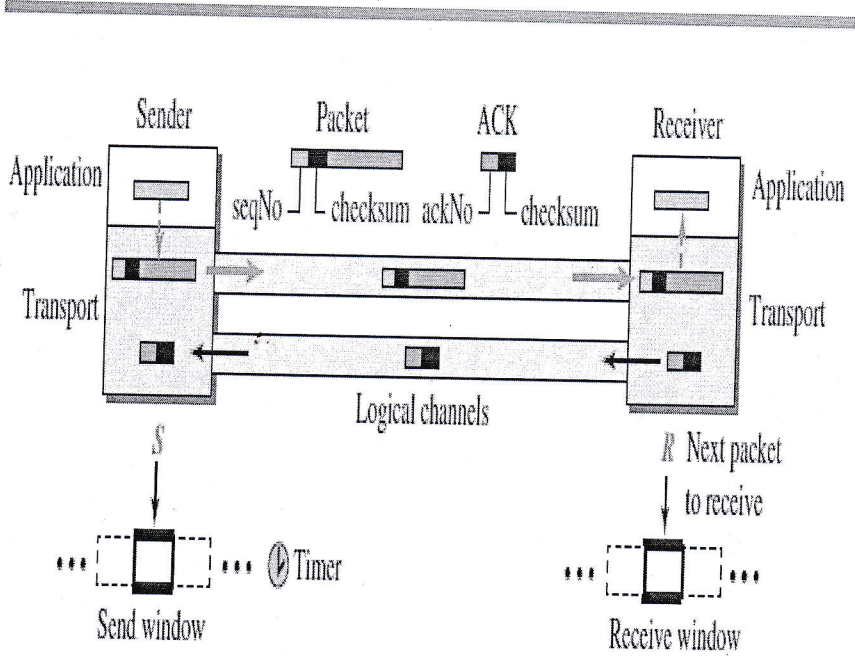 Sender
Packet
ACK
Receiver
Application
Application
seqNo
checksum
ackNo
checksum
Transport
Transport
Logical channels
S
R Next packet
to receive
Timer
Send window
Receive window